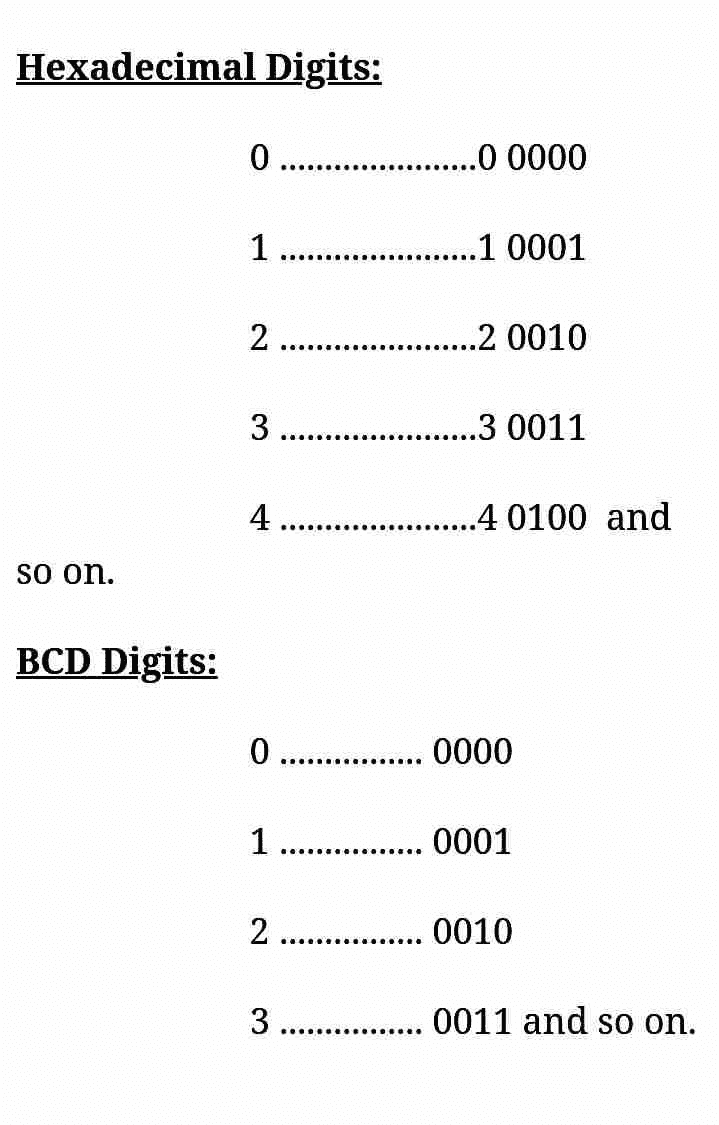 Hexadecimal Digits:
0 ......................0 0000
1 ......................1 0001
2 ......................2 0010
3 ......................3 0011
4 ......................4 0100 and
so on.
BCD Digits:
0 ................ 0000
1 ................ 0001
2 ................ 0010
3 ................ 0011 and so on.